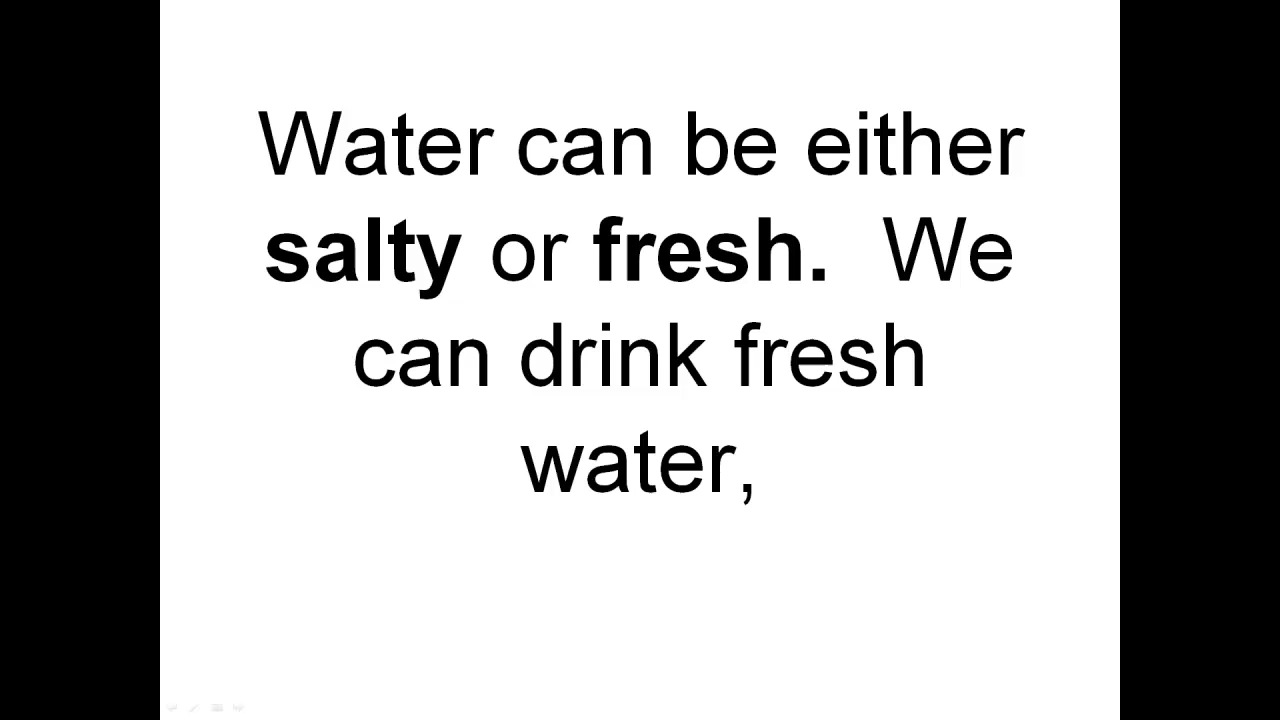 Water can be either
salty or fresh.  We
can drink fresh
water,